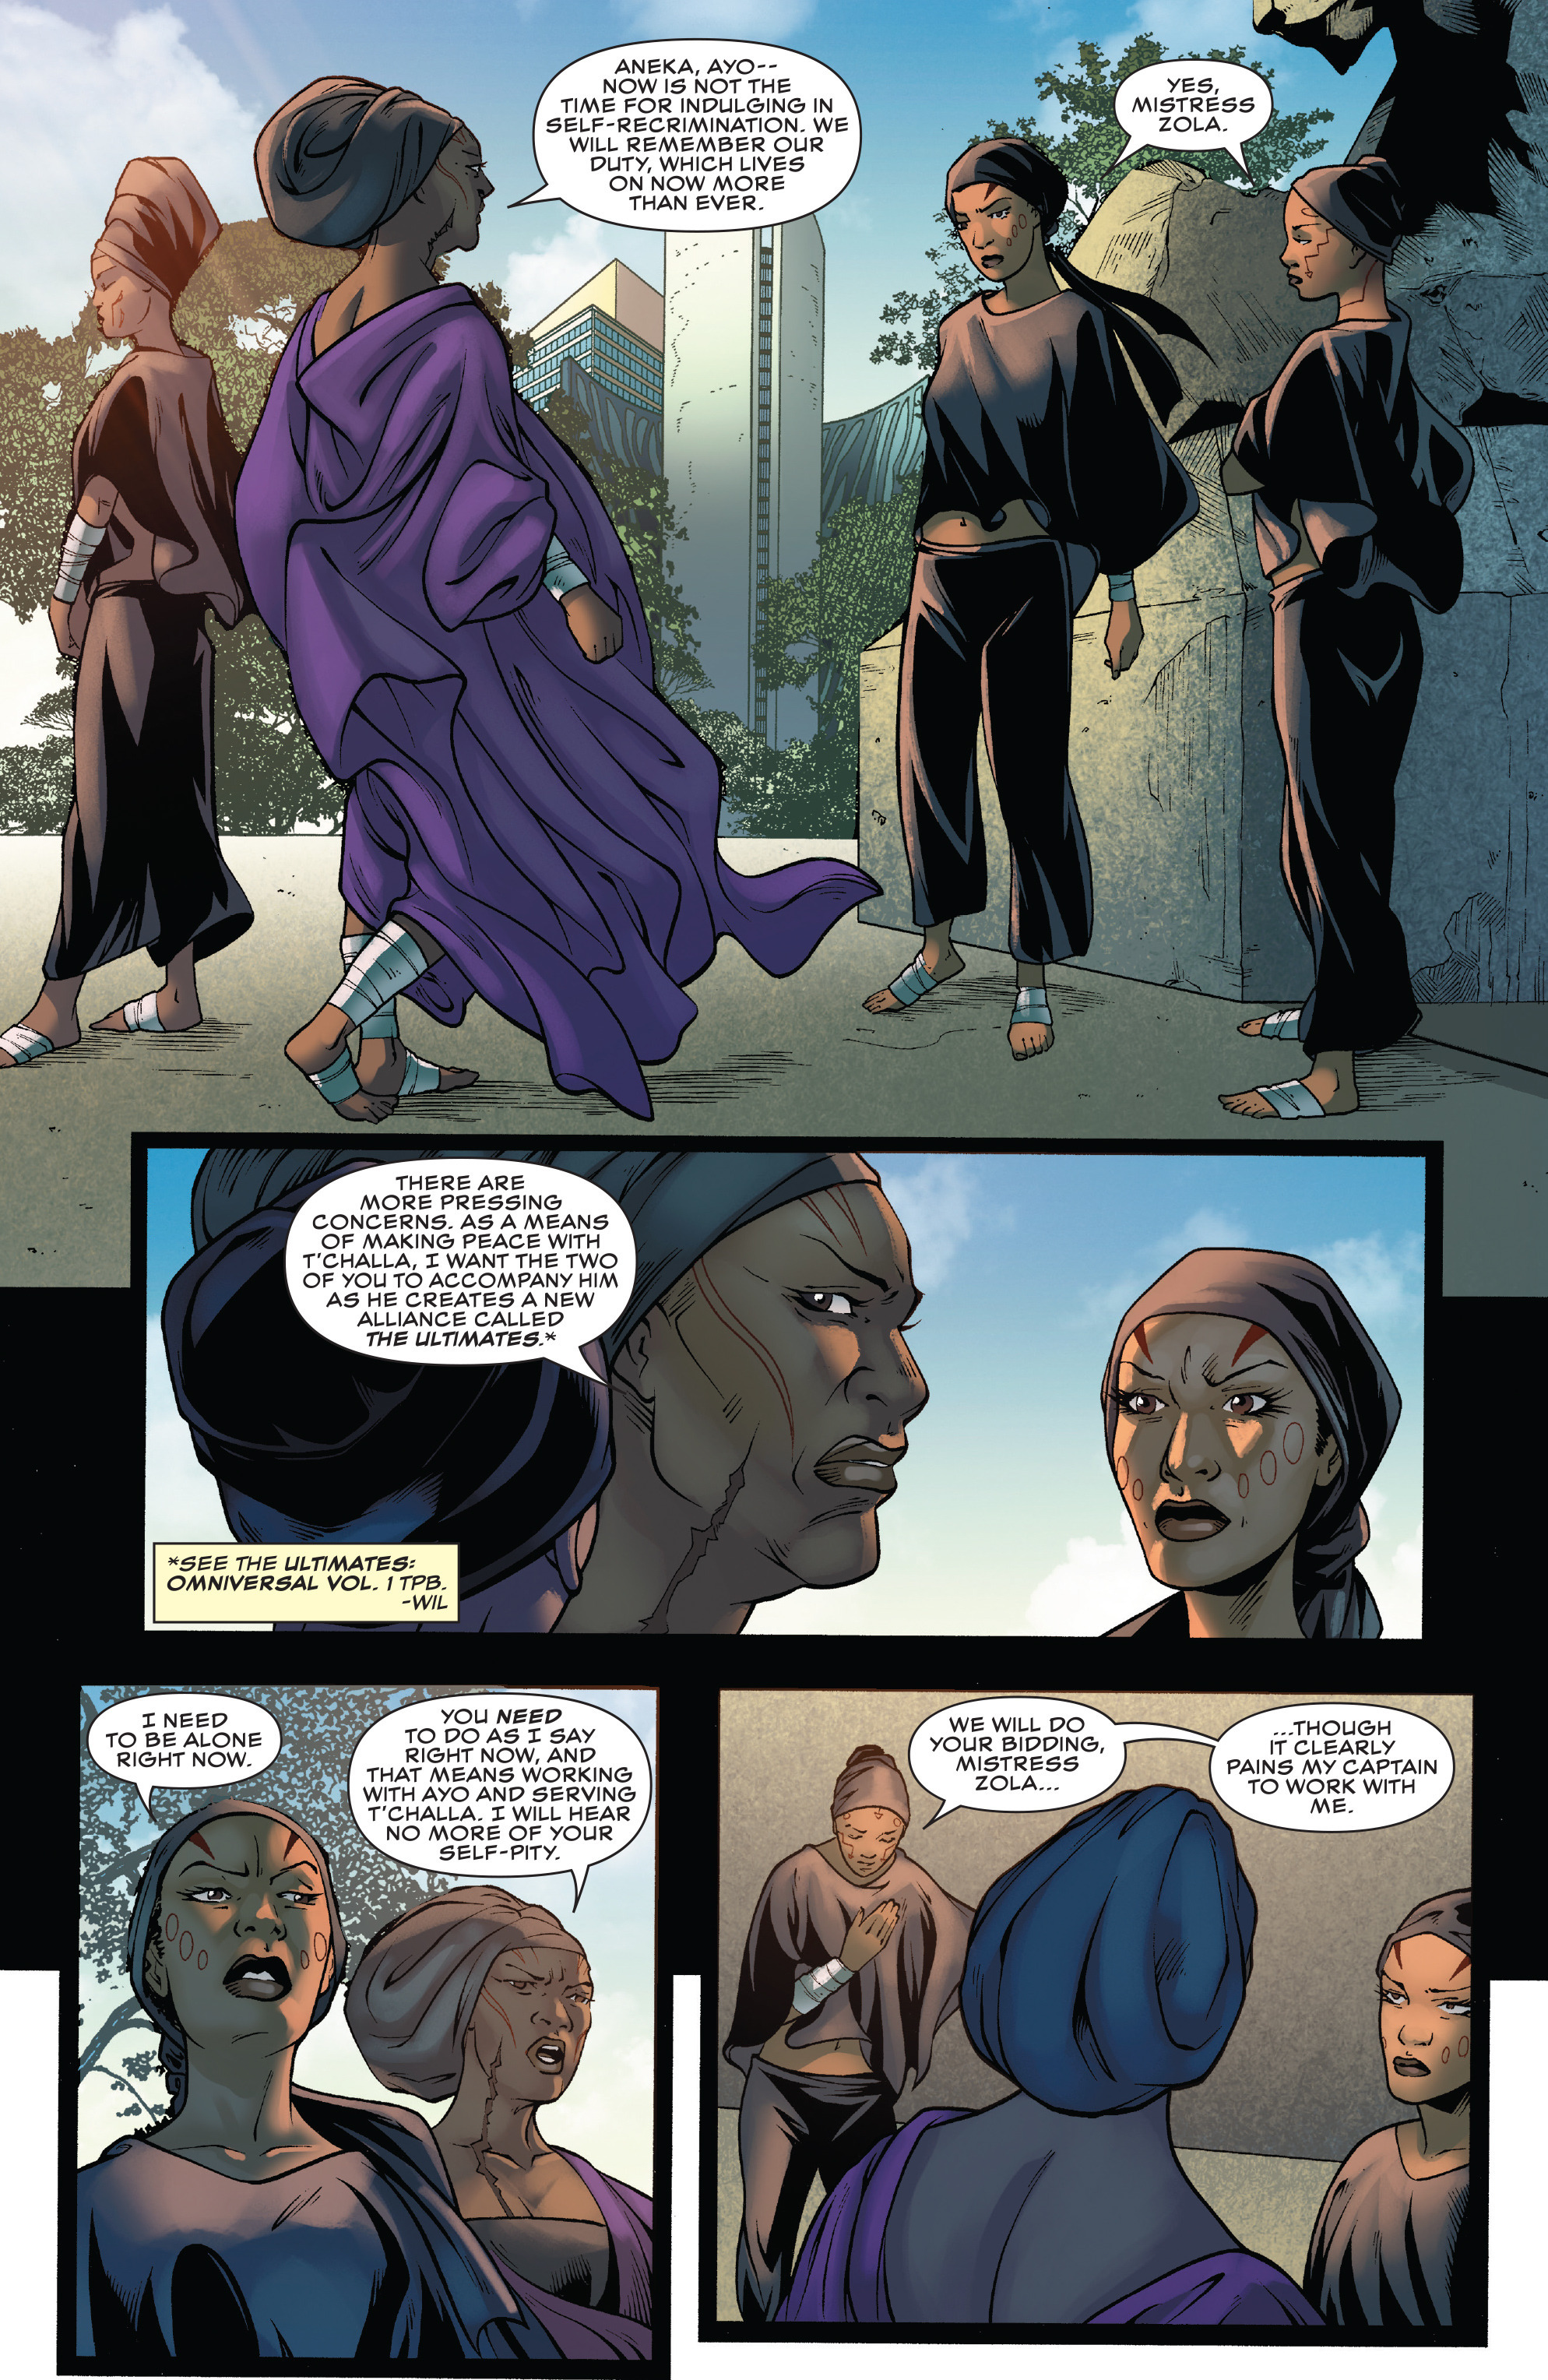 ANEKA, AYO--
NOW IS NOT THE
TIME FOR INDULGING IN
SELF-RECRIMINATION. WE
WILL REMEMBER OUR
DUTY, WHICH LIVES
ON NOW MORE
THAN EVER.
YES,
MISTRESS
ZOLA.
THERE ARE
MORE PRESSING
CONCERNS. AS A MEANS
OF MAKING PEACE WITH
T'CHALLA, I WANT THE TWO
OF YOU TO ACCOMPANY HIM
AS HE CREATES A NEW
ALLIANCE CALLED
THE ULTIMATES.*
*SEE THE ULTIMATES:
OMNIVERSAL VOL. 1 TPB.
-WIL
I NEED
TO BE ALONE
RIGHT NOW.
YOU NEED
TO DO AS I SAY
RIGHT NOW, AND
THAT MEANS WORKING
WITH AYO AND SERVING
T'CHALLA. I WILL HEAR
NO MORE OF YOUR
SELF-PITY.
WE WILL DO
YOUR BIDDING,
MISTRESS
ZOLA...
...THOUGH
IT CLEARLY
PAINS MY CAPTAIN
TO WORK WITH
ME.